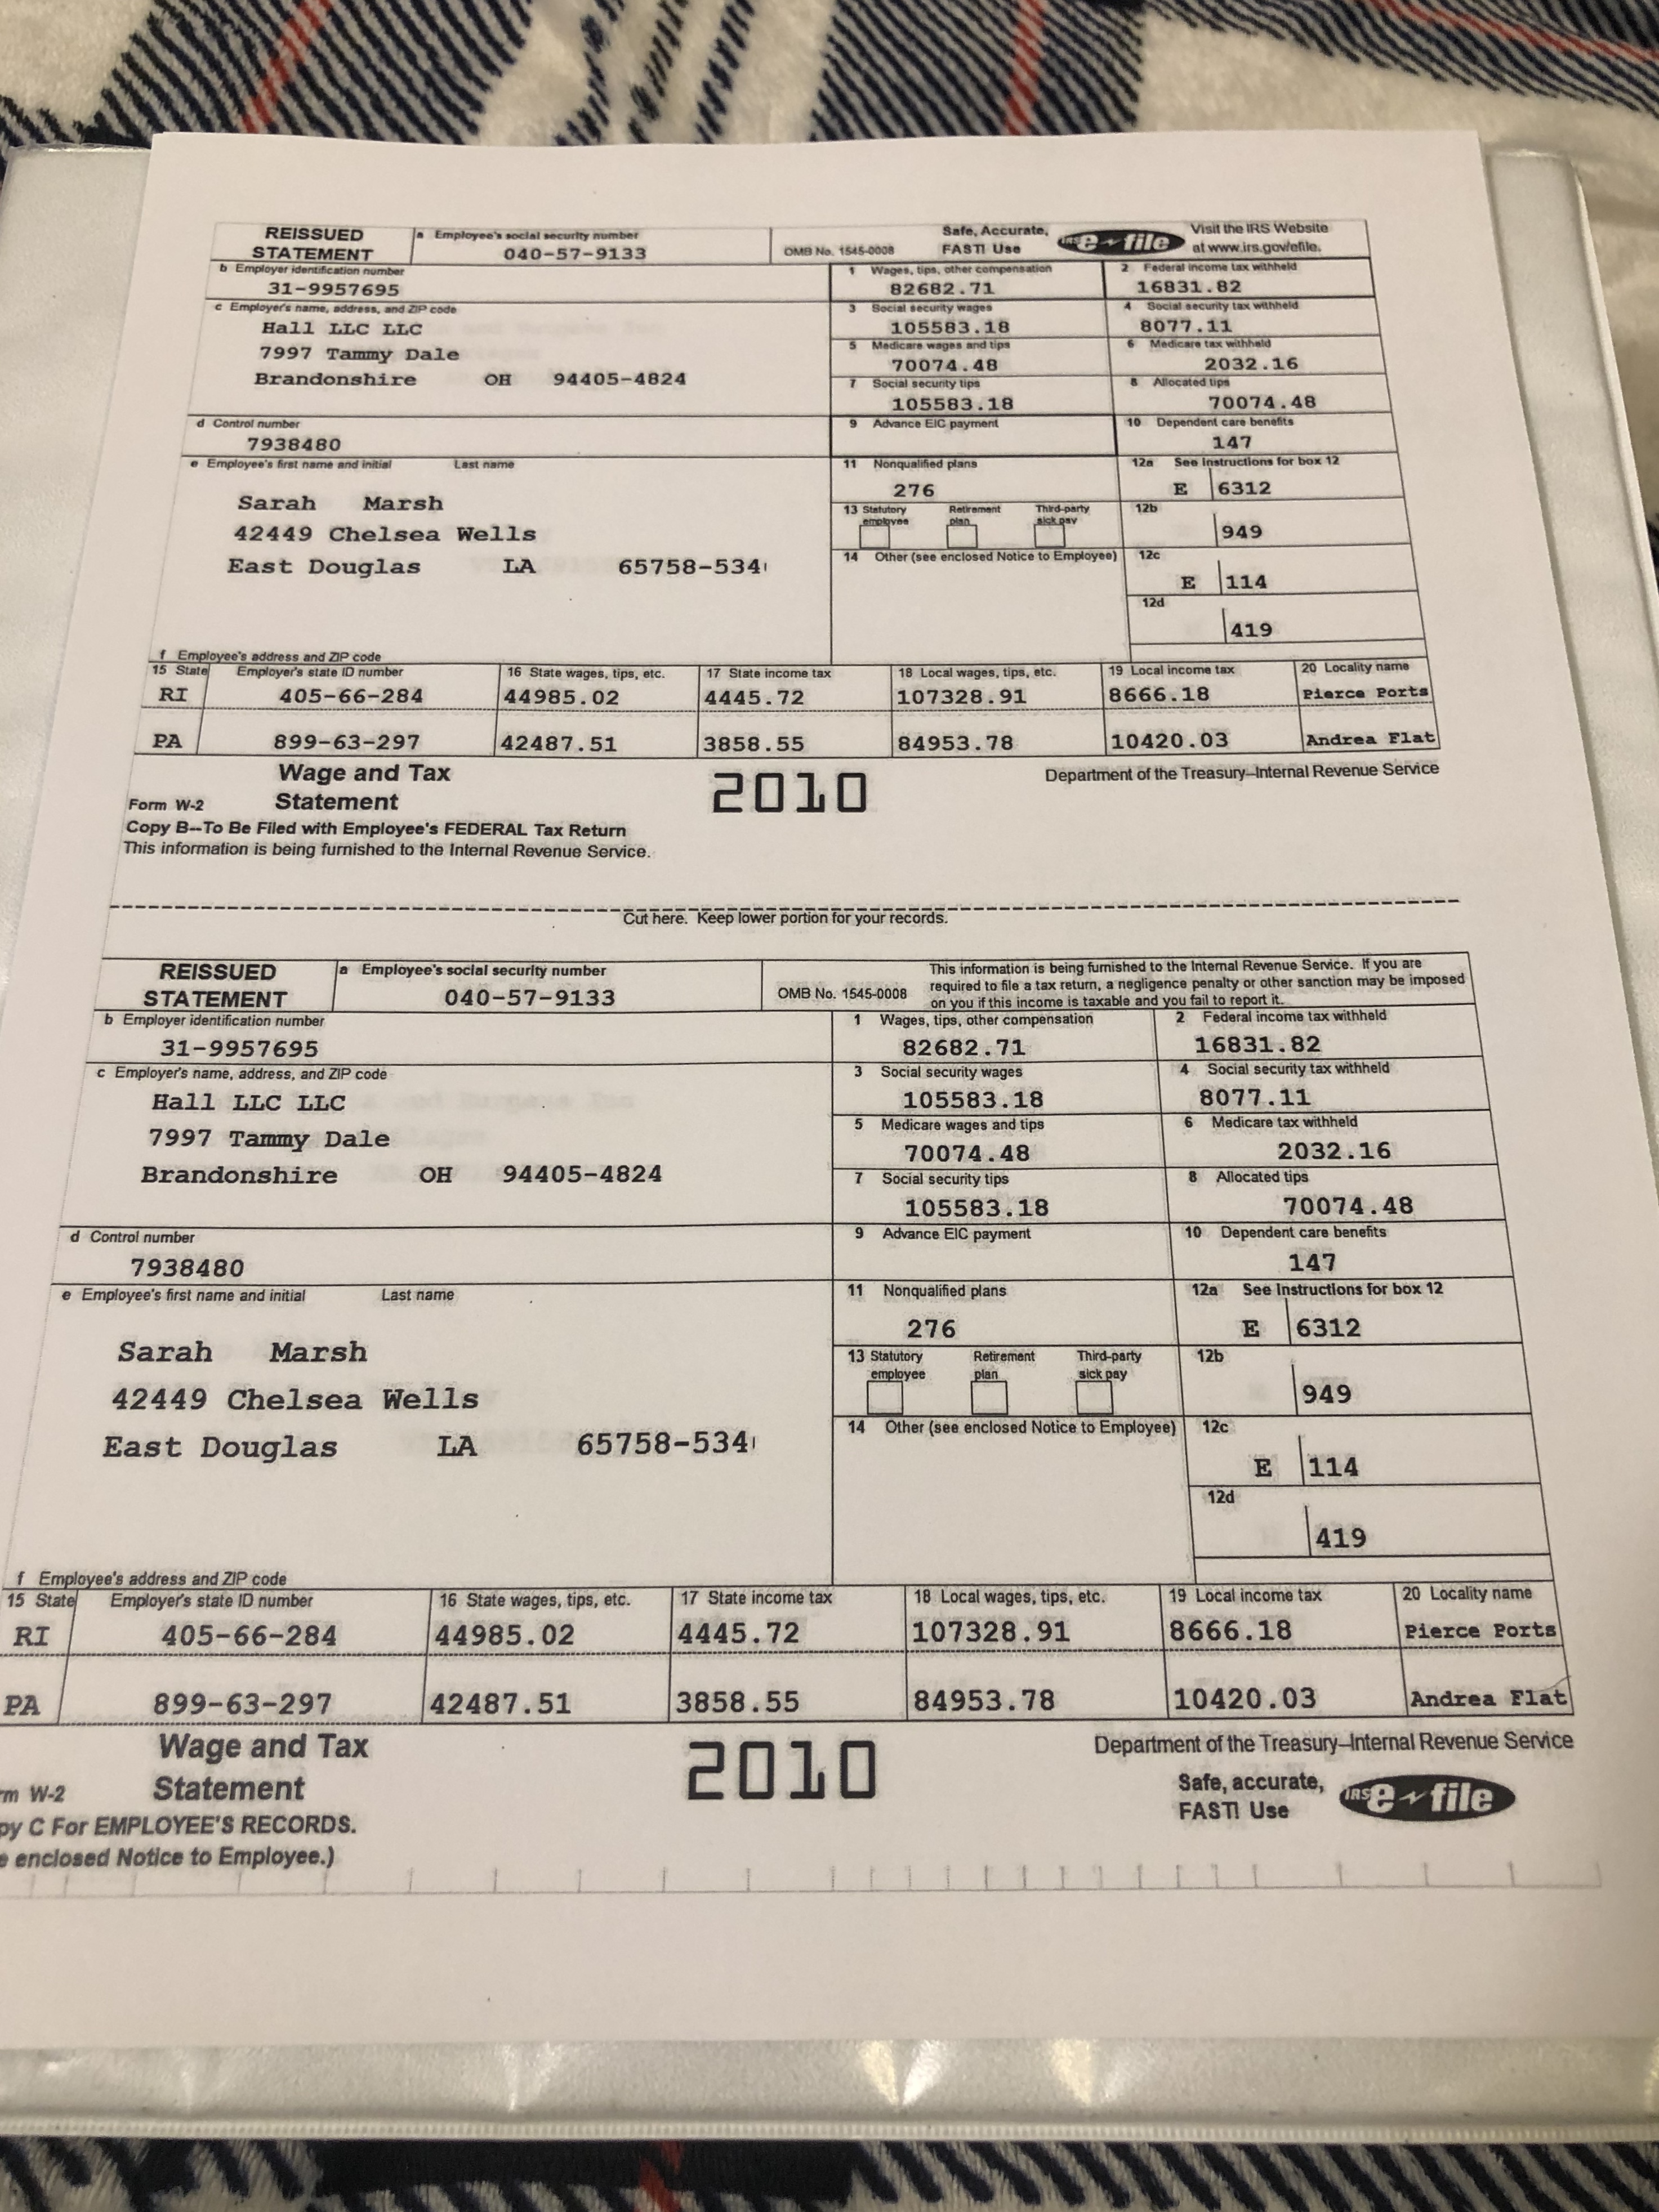 REISSUED STATEMENT
a Employee's social security number
040-57-9133
OMB No. 1545-0008
Safe, Accurate, FAST! Use
IRS e-file
Visit the IRS Website at www.irs.gov/efile.
b Employer identification number
31-9957695
1 Wages, tips, other compensation
82682.71
2 Federal income tax withheld
16831.82
c Employer's name, address, and ZIP code
Hall LLC LLC
7997 Tammy Dale
Brandonshire OH 94405-4824
3 Social security wages
105583.18
4 Social security tax withheld
8077.11
5 Medicare wages and tips
70074.48
6 Medicare tax withheld
2032.16
7 Social security tips
105583.18
8 Allocated tips
70074.48
d Control number
7938480
9 Advance EIC payment
10 Dependent care benefits
147
e Employee's first name and initial Last name
Sarah Marsh
42449 Chelsea Wells
East Douglas LA 65758-534
11 Nonqualified plans
276
12a See Instructions for box 12
E 6312
13 Statutory employee Retirement plan Third-party sick pay
12b
949
14 Other (see enclosed Notice to Employee)
12c
E 114
12d
419
f Employee's address and ZIP code
15 State Employer's state ID number 16 State wages, tips, etc. 17 State income tax 18 Local wages, tips, etc. 19 Local income tax 20 Locality name
RI 405-66-284 44985.02 4445.72 107328.91 8666.18 Pierce Ports
PA 899-63-297 42487.51 3858.55 84953.78 10420.03 Andrea Flat
Form W-2 Wage and Tax Statement
2010
Department of the Treasury--Internal Revenue Service
Copy B--To Be Filed with Employee's FEDERAL Tax Return
This information is being furnished to the Internal Revenue Service.
Cut here. Keep lower portion for your records.
REISSUED STATEMENT
a Employee's social security number
040-57-9133
OMB No. 1545-0008
This information is being furnished to the Internal Revenue Service. If you are
required to file a tax return, a negligence penalty or other sanction may be imposed
on you if this income is taxable and you fail to report it.
b Employer identification number
31-9957695
1 Wages, tips, other compensation
82682.71
2 Federal income tax withheld
16831.82
c Employer's name, address, and ZIP code
Hall LLC LLC
7997 Tammy Dale
Brandonshire OH 94405-4824
3 Social security wages
105583.18
4 Social security tax withheld
8077.11
5 Medicare wages and tips
70074.48
6 Medicare tax withheld
2032.16
7 Social security tips
105583.18
8 Allocated tips
70074.48
d Control number
7938480
9 Advance EIC payment
10 Dependent care benefits
147
e Employee's first name and initial Last name
Sarah Marsh
42449 Chelsea Wells
East Douglas LA 65758-534
11 Nonqualified plans
276
12a See Instructions for box 12
E 6312
13 Statutory employee Retirement plan Third-party sick pay
12b
949
14 Other (see enclosed Notice to Employee)
12c
E 114
12d
419
f Employee's address and ZIP code
15 State Employer's state ID number 16 State wages, tips, etc. 17 State income tax 18 Local wages, tips, etc. 19 Local income tax 20 Locality name
RI 405-66-284 44985.02 4445.72 107328.91 8666.18 Pierce Ports
PA 899-63-297 42487.51 3858.55 84953.78 10420.03 Andrea Flat
rm W-2 Wage and Tax Statement
2010
Department of the Treasury--Internal Revenue Service
Safe, accurate, FAST! Use
IRS e-file
py C For EMPLOYEE'S RECORDS.
e enclosed Notice to Employee.)